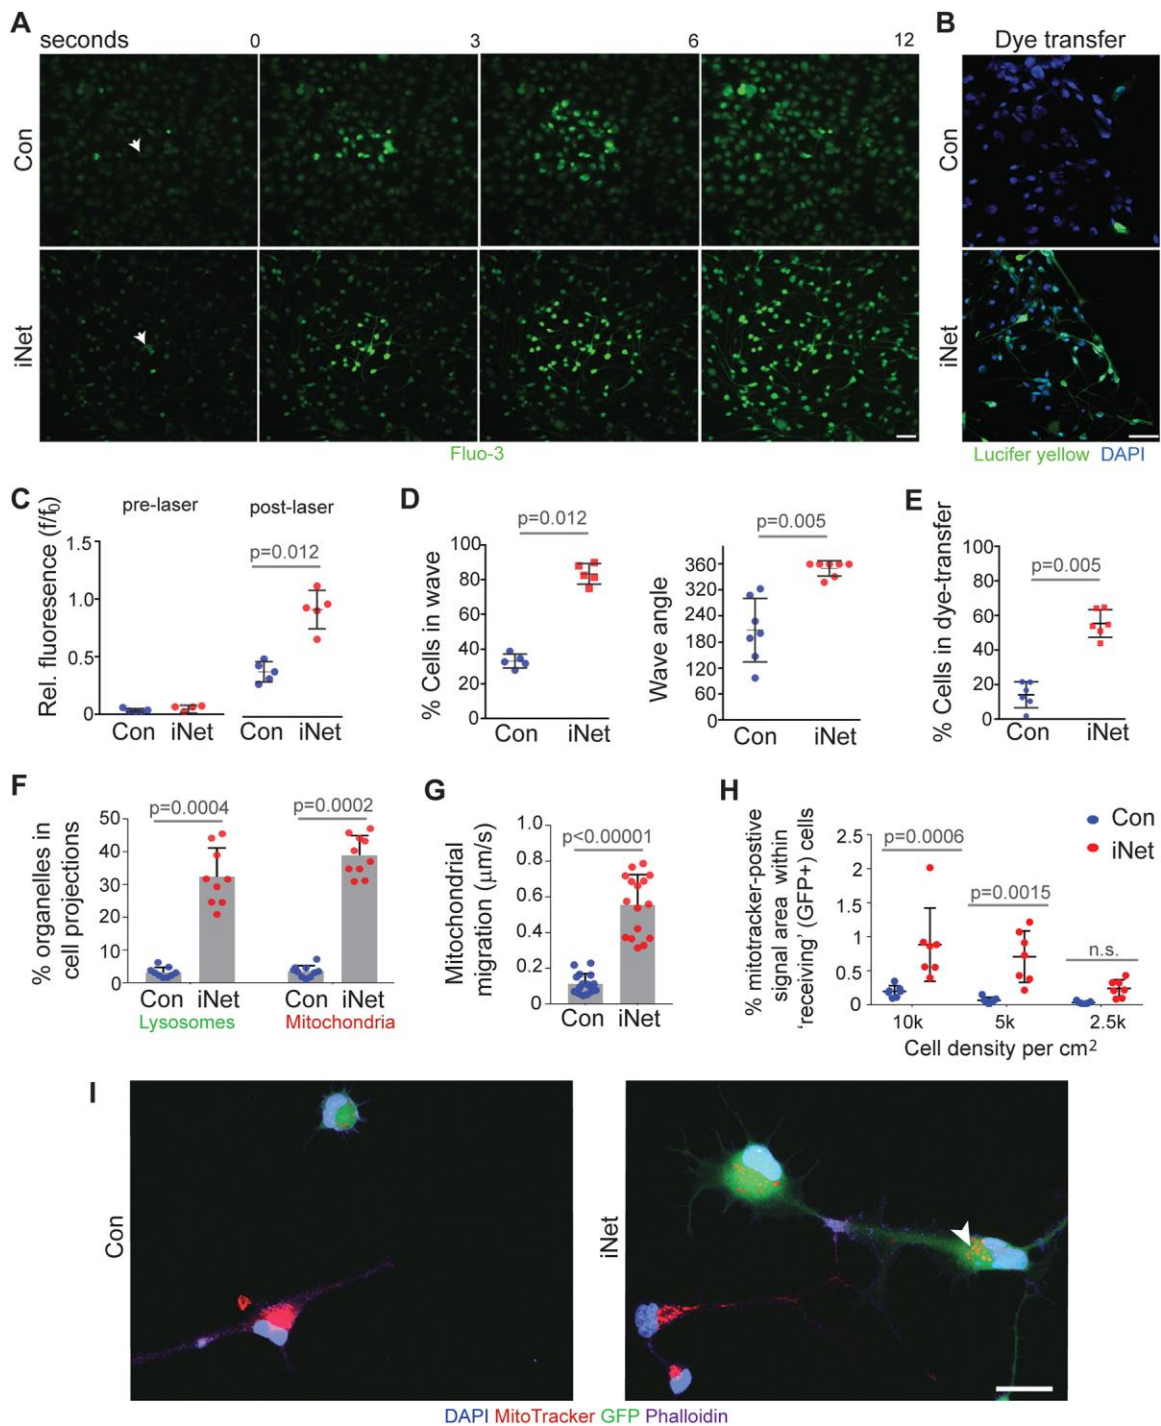 A
seconds 0 3 6 12
Con
iNet
Fluo-3
B
Dye transfer
Con
iNet
Lucifer yellow DAPI
C
pre-laser post-laser
Rel. fluoresence (f/f0)
p=0.012
1.5
1.0
0.5
0
Con iNet Con iNet
D
p=0.012
% Cells in wave
100
80
60
40
20
0
Con iNet
p=0.005
Wave angle
360
320
240
180
120
60
0
Con iNet
E
% Cells in dye-transfer
100
80
60
40
20
0
p=0.005
Con iNet
F
p=0.0004 p=0.0002
% organelles in
cell projections
50
40
30
20
10
0
Con iNet Con iNet
Lysosomes Mitochondria
G
Mitochondrial
migration (μm/s)
p<0.00001
1.0
0.8
0.6
0.4
0.2
0
Con iNet
H
% mitotracker-postive
signal area within
'receiving' (GFP+) cells
Con
iNet
2.5
2
1.5
1
0.5
0
p=0.0006
p=0.0015
n.s.
10k 5k 2.5k
Cell density per cm2
I
Con
iNet
DAPI MitoTracker GFP Phalloidin